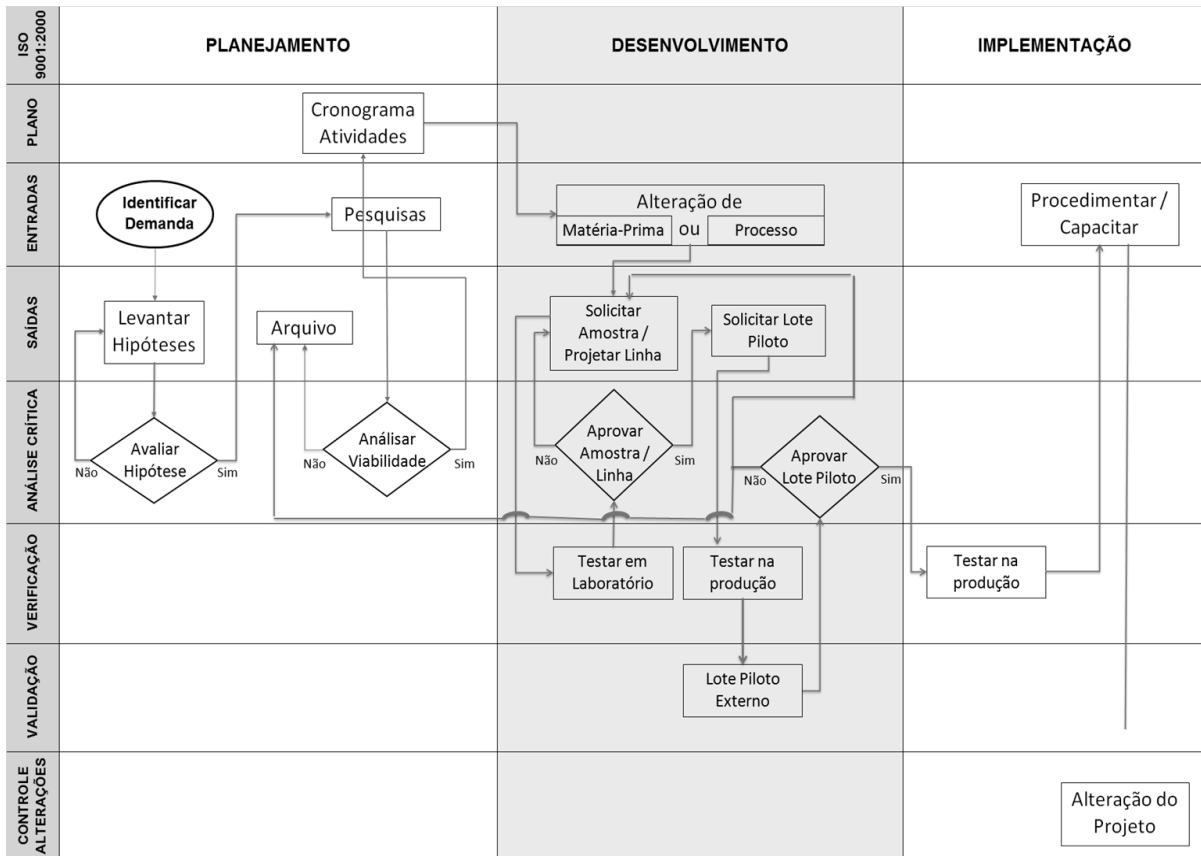 ISO
9001:2000
PLANEJAMENTO
DESENVOLVIMENTO
IMPLEMENTAÇÃO
PLANO
Cronograma
Atividades
ENTRADAS
Identificar
Demanda
Pesquisas
Alteração de
Matéria-Prima
ou
Processo
Procedimentar /
Capacitar
SAÍDAS
Levantar
Hipóteses
Arquivo
Solicitar
Amostra /
Projetar Linha
Solicitar Lote
Piloto
ANÁLISE CRÍTICA
Avaliar
Hipótese
Não
Sim
Análisar
Viabilidade
Não
Sim
Aprovar
Amostra /
Linha
Não
Sim
Aprovar
Lote Piloto
Não
Sim
VERIFICAÇÃO
Testar em
Laboratório
Testar na
produção
Testar na
produção
VALIDAÇÃO
Lote Piloto
Externo
CONTROLE
ALTERAÇÕES
Alteração do
Projeto